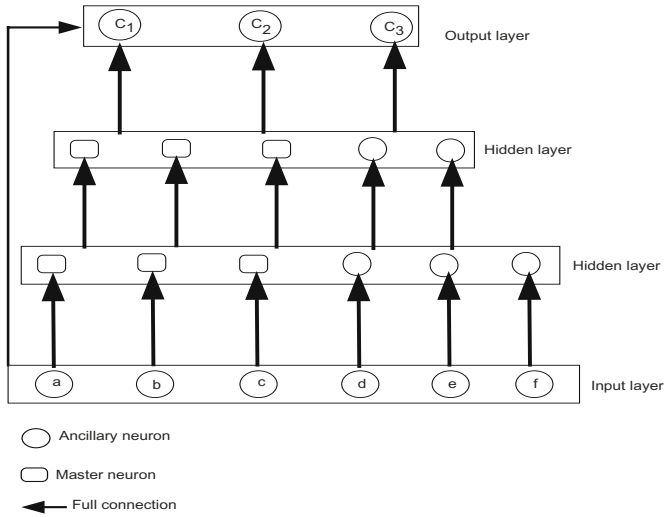 C1 C2 C3
Output layer
Hidden layer
Hidden layer
a b c d e f
Input layer
Ancillary neuron
Master neuron
Full connection